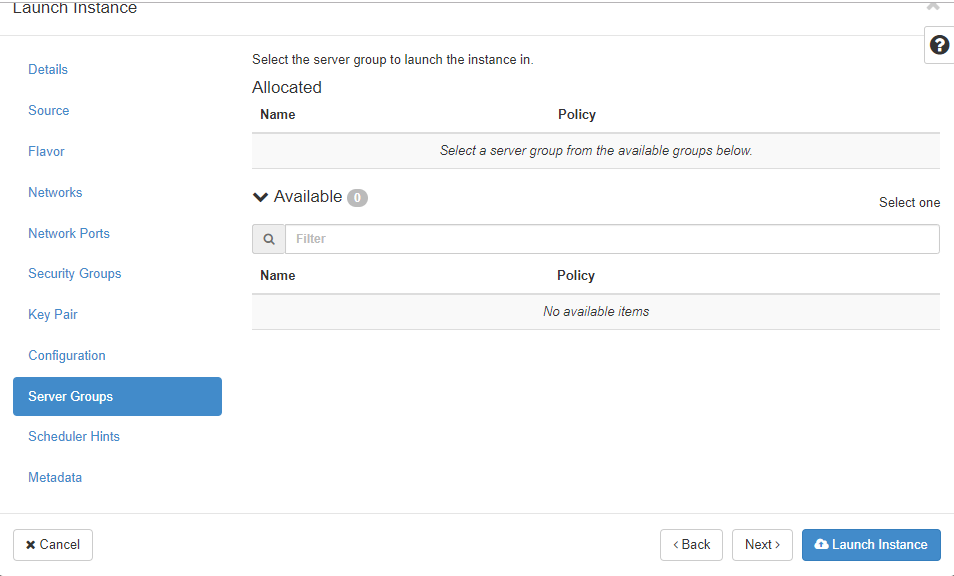 Launch Instance
Details
Source
Flavor
Networks
Network Ports
Security Groups
Key Pair
Configuration
Server Groups
Scheduler Hints
Metadata
Select the server group to launch the instance in.
Allocated
Name Policy
Select a server group from the available groups below.
Available 0
Select one
Filter
Name Policy
No available items
Cancel
Back
Next
Launch Instance